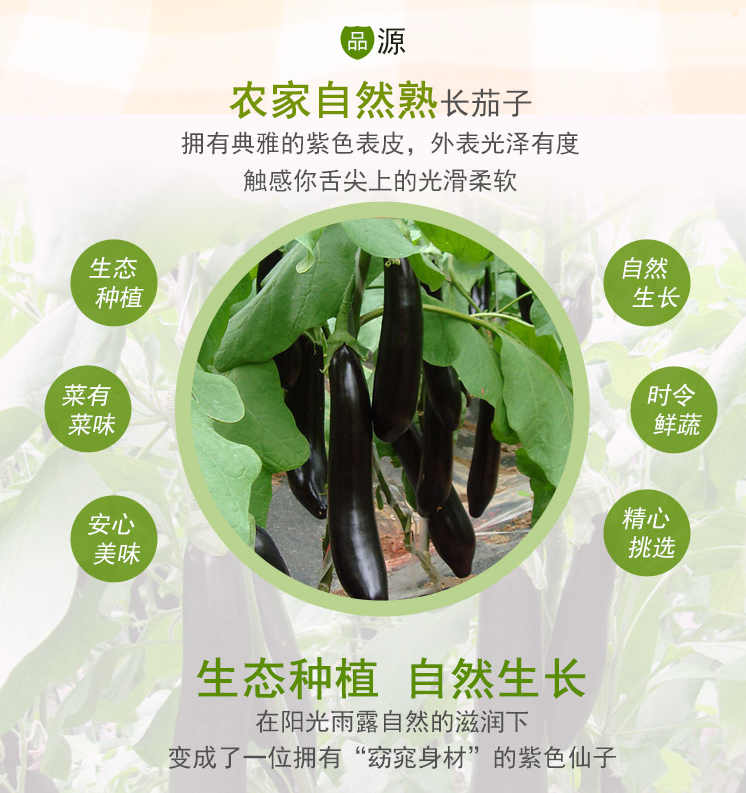 品源
农家自然熟长茄子
拥有典雅的紫色表皮，外表光泽有度
触感你舌尖上的光滑柔软
生态
种植
菜有
菜味
安心
美味
自然
生长
时令
鲜蔬
精心
挑选
生态种植 自然生长
在阳光雨露自然的滋润下
变成了一位拥有“窈窕身材”的紫色仙子